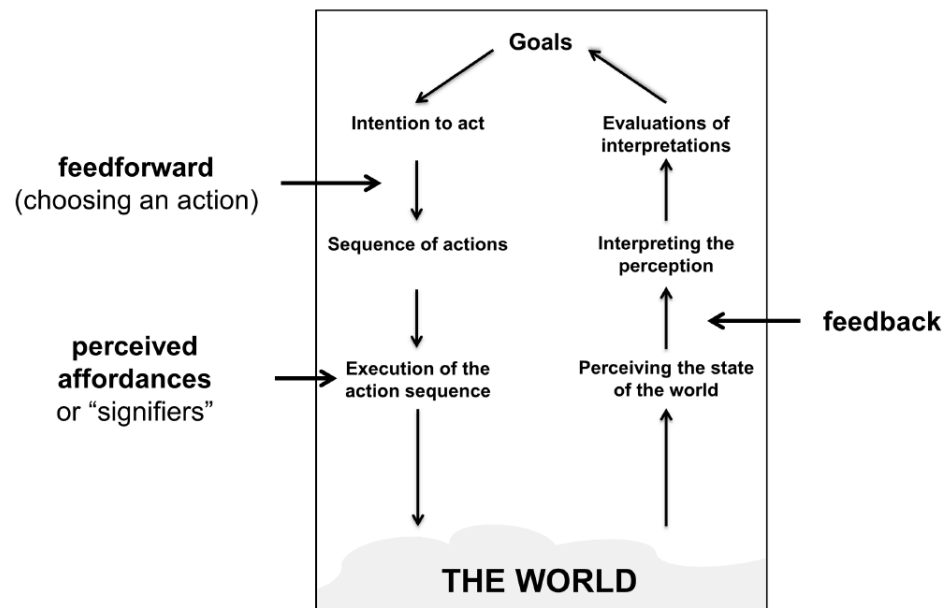 Goals
Intention to act
Evaluations of
interpretations
feedforward
(choosing an action)
Sequence of actions
Interpreting the
perception
feedback
perceived
affordances
or “signifiers”
Execution of the
action sequence
Perceiving the state
of the world
THE WORLD